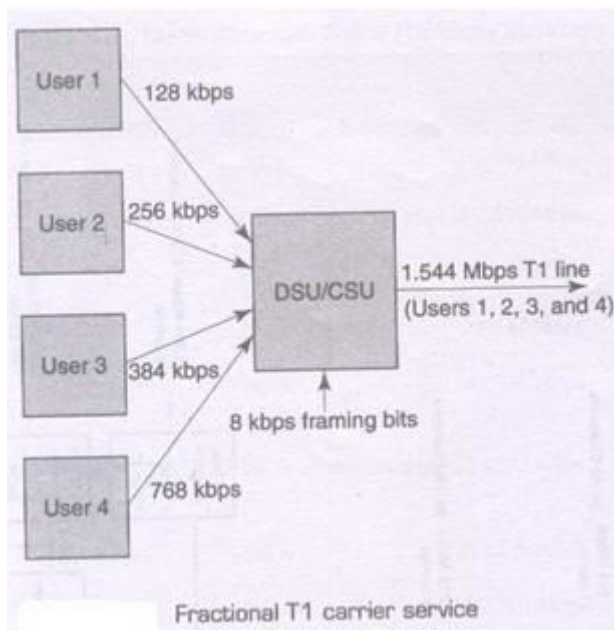 User 1
128 kbps
User 2
256 kbps
DSU/CSU
1.544 Mbps T1 line
(Users 1, 2, 3, and 4)
User 3
384 kbps
8 kbps framing bits
User 4
768 kbps
Fractional T1 carrier service